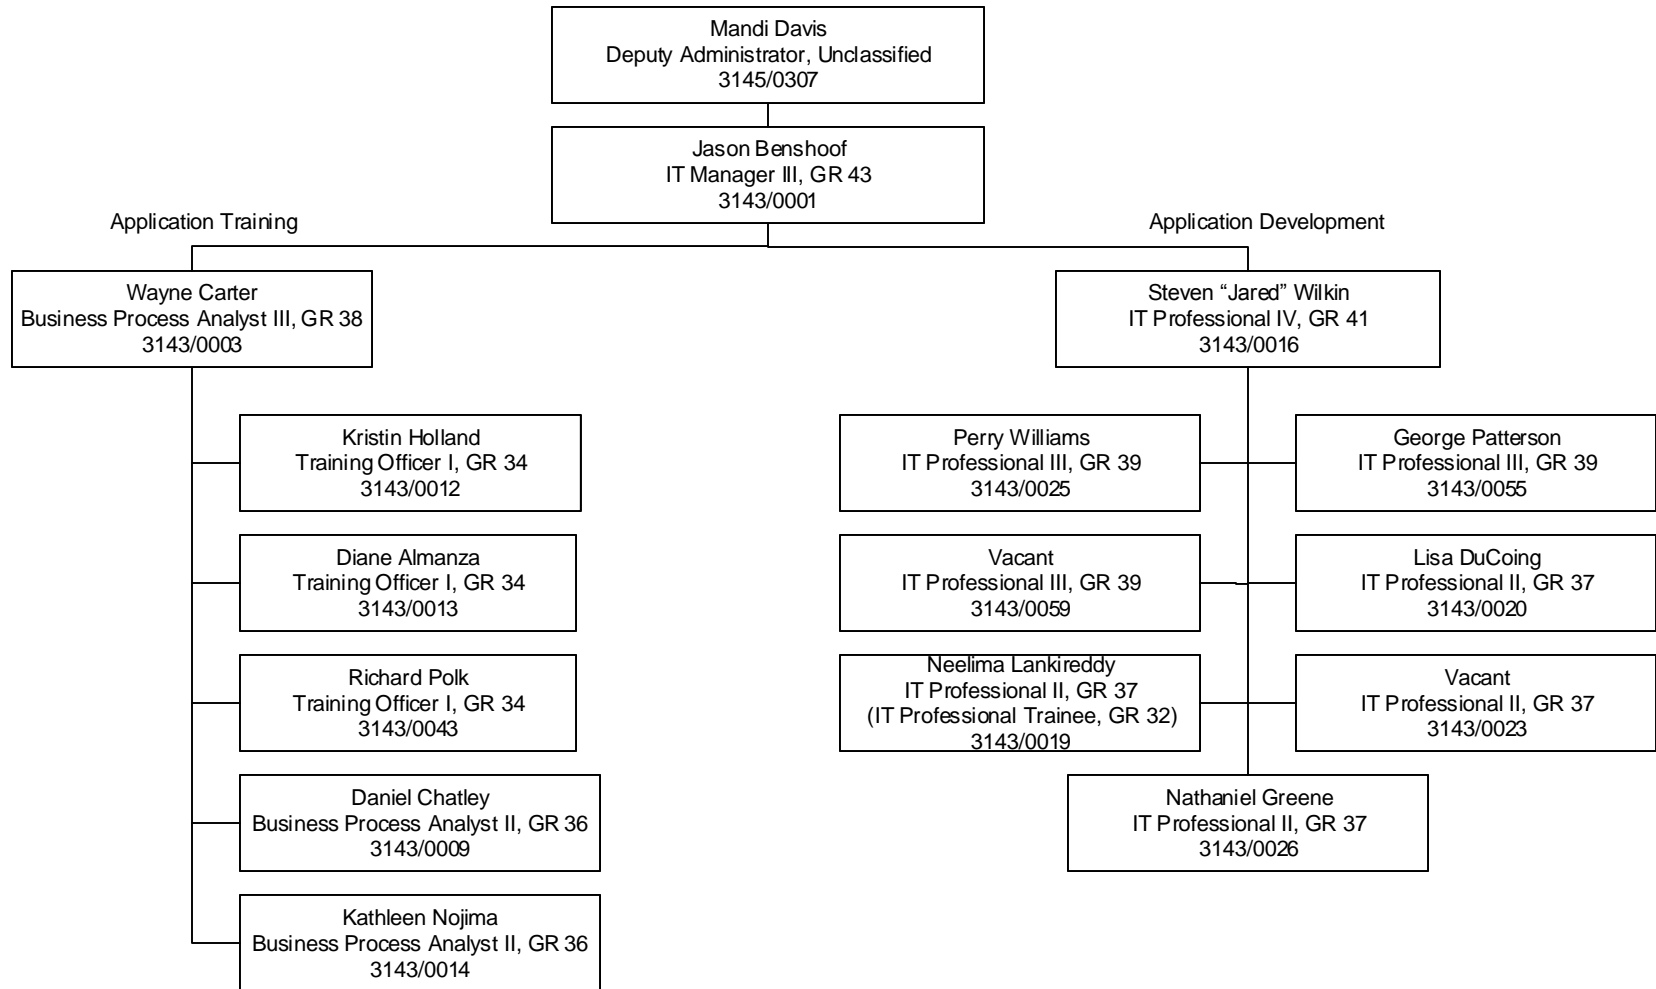 Mandi Davis
Deputy Administrator, Unclassified
3145/0307
Jason Benshoof
IT Manager III, GR 43
3143/0001
Application Training
Application Development
Wayne Carter
Business Process Analyst III, GR 38
3143/0003
Steven “Jared” Wilkin
IT Professional IV, GR 41
3143/0016
Kristin Holland
Training Officer I, GR 34
3143/0012
Diane Almanza
Training Officer I, GR 34
3143/0013
Richard Polk
Training Officer I, GR 34
3143/0043
Daniel Chatley
Business Process Analyst II, GR 36
3143/0009
Kathleen Nojima
Business Process Analyst II, GR 36
3143/0014
Perry Williams
IT Professional III, GR 39
3143/0025
George Patterson
IT Professional III, GR 39
3143/0055
Vacant
IT Professional III, GR 39
3143/0059
Lisa DuCoing
IT Professional II, GR 37
3143/0020
Neelima Lankireddy
IT Professional II, GR 37
(IT Professional Trainee, GR 32)
3143/0019
Vacant
IT Professional II, GR 37
3143/0023
Nathaniel Greene
IT Professional II, GR 37
3143/0026